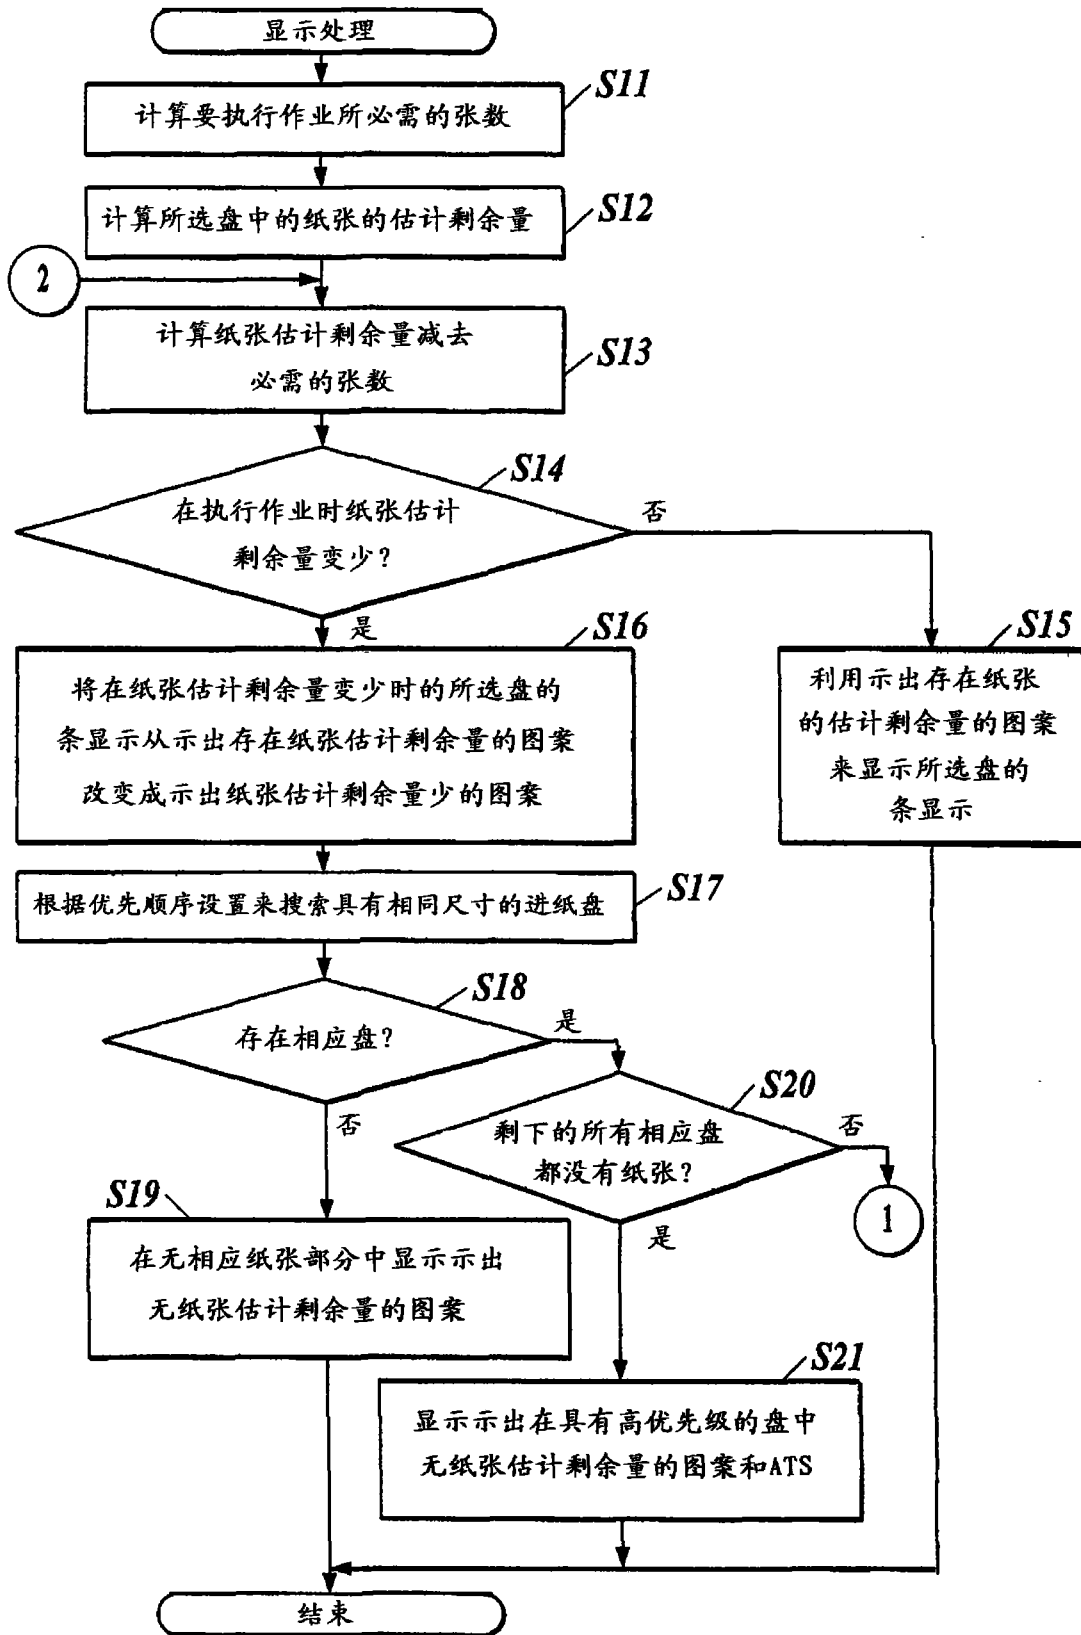 显示处理
S11
计算要执行作业所必需的张数
S12
计算所选盘中的纸张的估计剩余量
2
S13
计算纸张估计剩余量减去
必需的张数
S14
在执行作业时纸张估计
剩余量变少?
否
是
S16
将在纸张估计剩余量变少时的所选盘的
条显示从示出存在纸张估计剩余量的图案
改变成示出纸张估计剩余量少的图案
S15
利用示出存在纸张
的估计剩余量的图案
来显示所选盘的
条显示
S17
根据优先顺序设置来搜索具有相同尺寸的进纸盘
S18
存在相应盘?
是
否
S20
剩下的所有相应盘
都没有纸张?
否
是
1
S19
在无相应纸张部分中显示示出
无纸张估计剩余量的图案
S21
显示示出在具有高优先级的盘中
无纸张估计剩余量的图案和ATS
结束